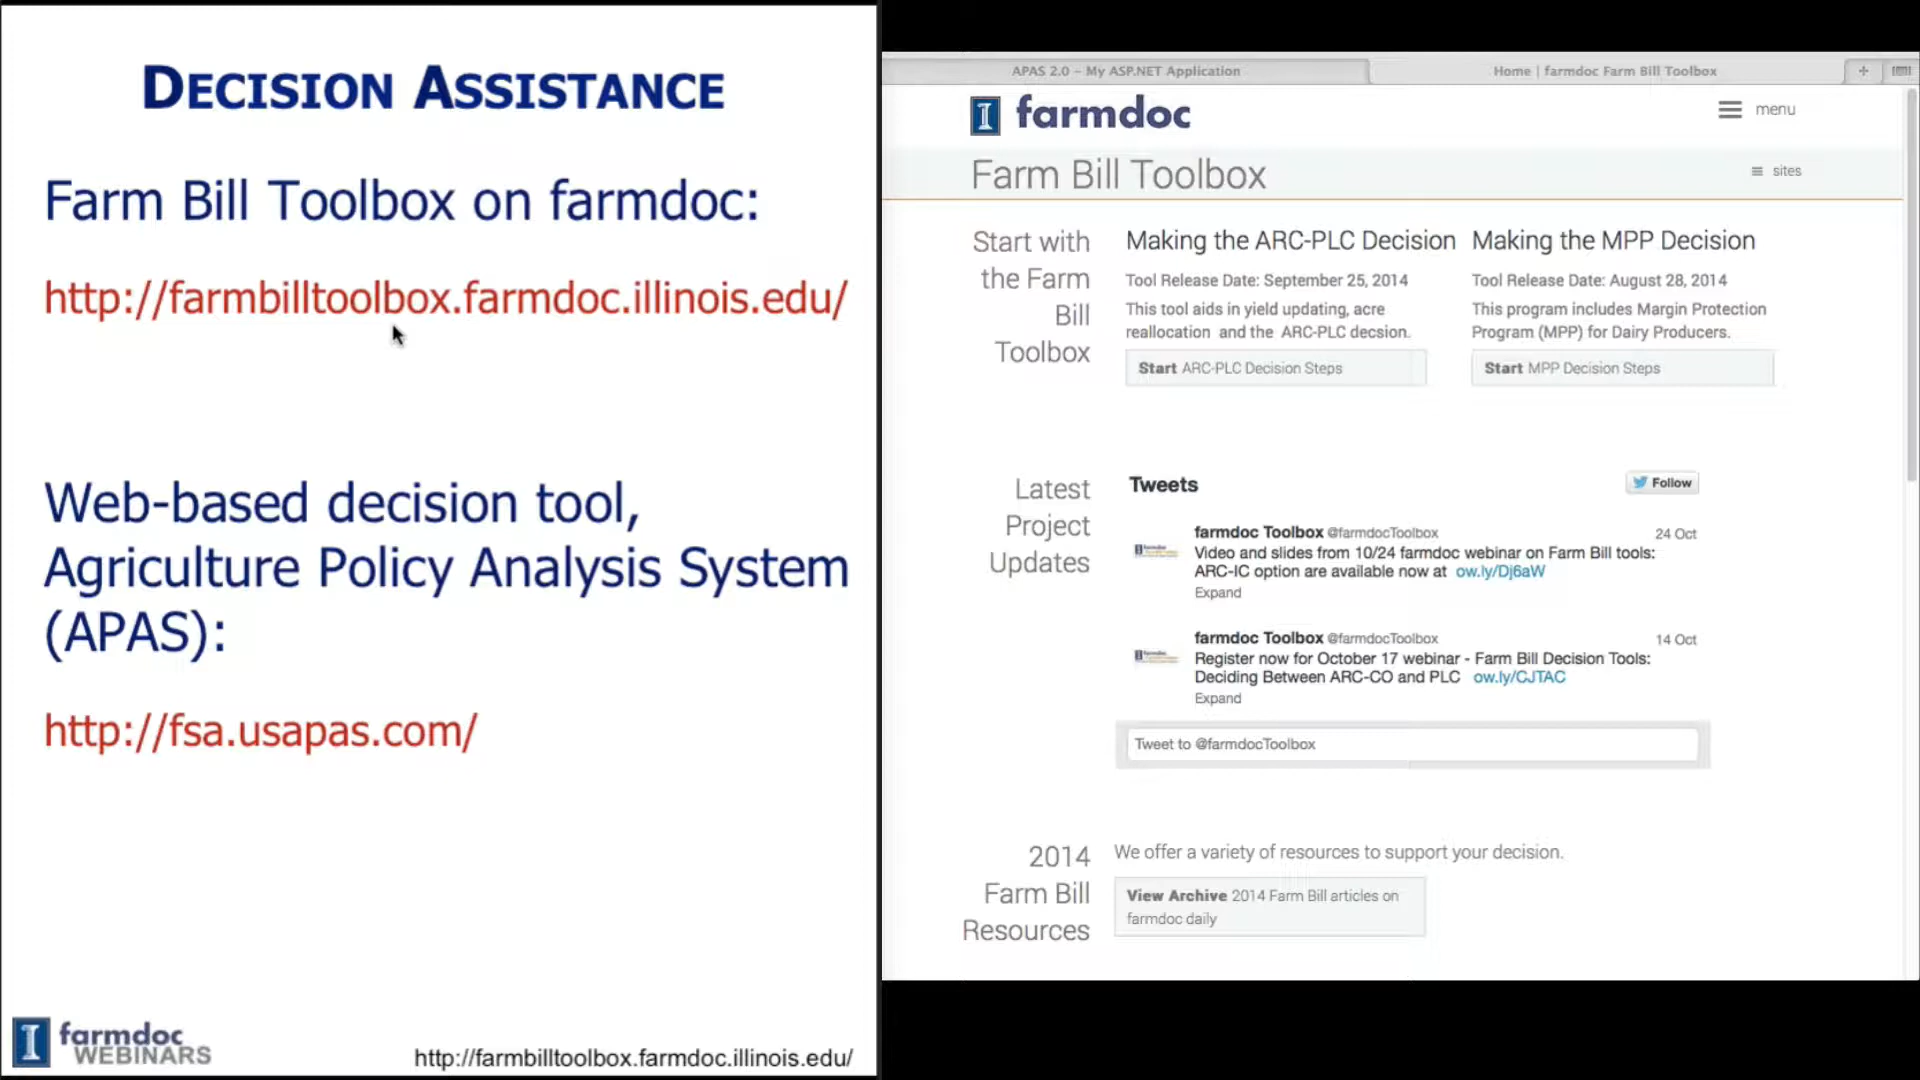 DECISION ASSISTANCE
Farm Bill Toolbox on farmdoc:
http://farmbilltoolbox.farmdoc.illinois.edu/
Web-based decision tool,
Agriculture Policy Analysis System
(APAS):
http://fsa.usapas.com/
I farmdoc
WEBINARS
http://farmbilltoolbox.farmdoc.illinois.edu/
APAS 2.0 – My ASP.NET Application
Home | farmdoc Farm Bill Toolbox
+
I farmdoc
menu
Farm Bill Toolbox
sites
Start with
the Farm
Bill
Toolbox
Making the ARC-PLC Decision
Tool Release Date: September 25, 2014
This tool aids in yield updating, acre
reallocation and the ARC-PLC decsion.
Start ARC-PLC Decision Steps
Making the MPP Decision
Tool Release Date: August 28, 2014
This program includes Margin Protection
Program (MPP) for Dairy Producers.
Start MPP Decision Steps
Latest
Project
Updates
Tweets
Follow
farmdoc Toolbox @farmdocToolbox
24 Oct
Video and slides from 10/24 farmdoc webinar on Farm Bill tools:
ARC-IC option are available now at ow.ly/Dj6aW
Expand
farmdoc Toolbox @farmdocToolbox
14 Oct
Register now for October 17 webinar - Farm Bill Decision Tools:
Deciding Between ARC-CO and PLC ow.ly/CJTAC
Expand
Tweet to @farmdocToolbox
2014
Farm Bill
Resources
We offer a variety of resources to support your decision.
View Archive 2014 Farm Bill articles on
farmdoc daily